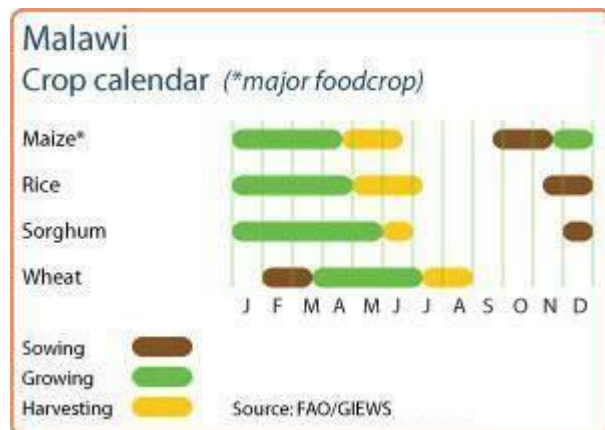 Malawi
Crop calendar (*major foodcrop)
Maize*
Rice
Sorghum
Wheat
J F M A M J J A S O N D
Sowing
Growing
Harvesting
Source: FAO/GIEWS